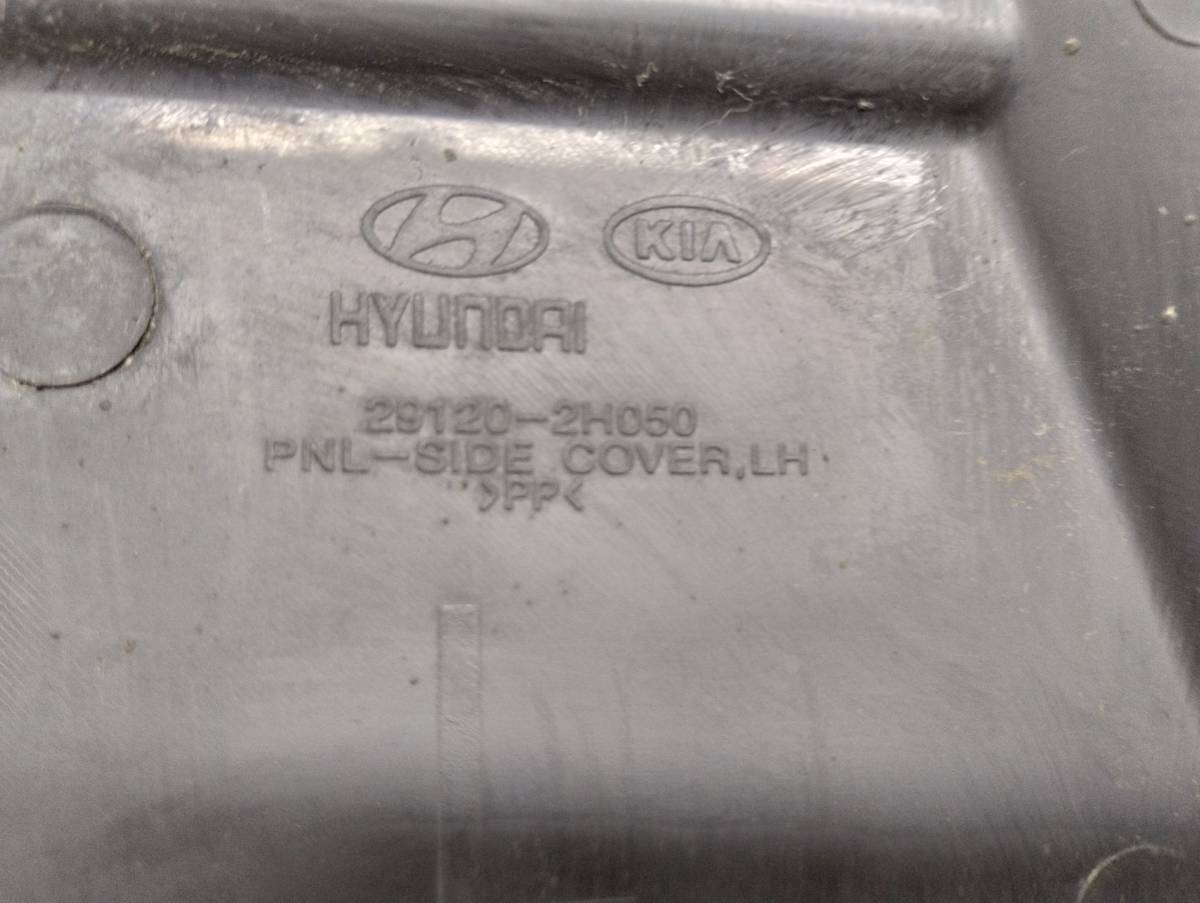 KIA
HYUNDAI
29120-2H050
PNL-SIDE COVER,LH
>PP<